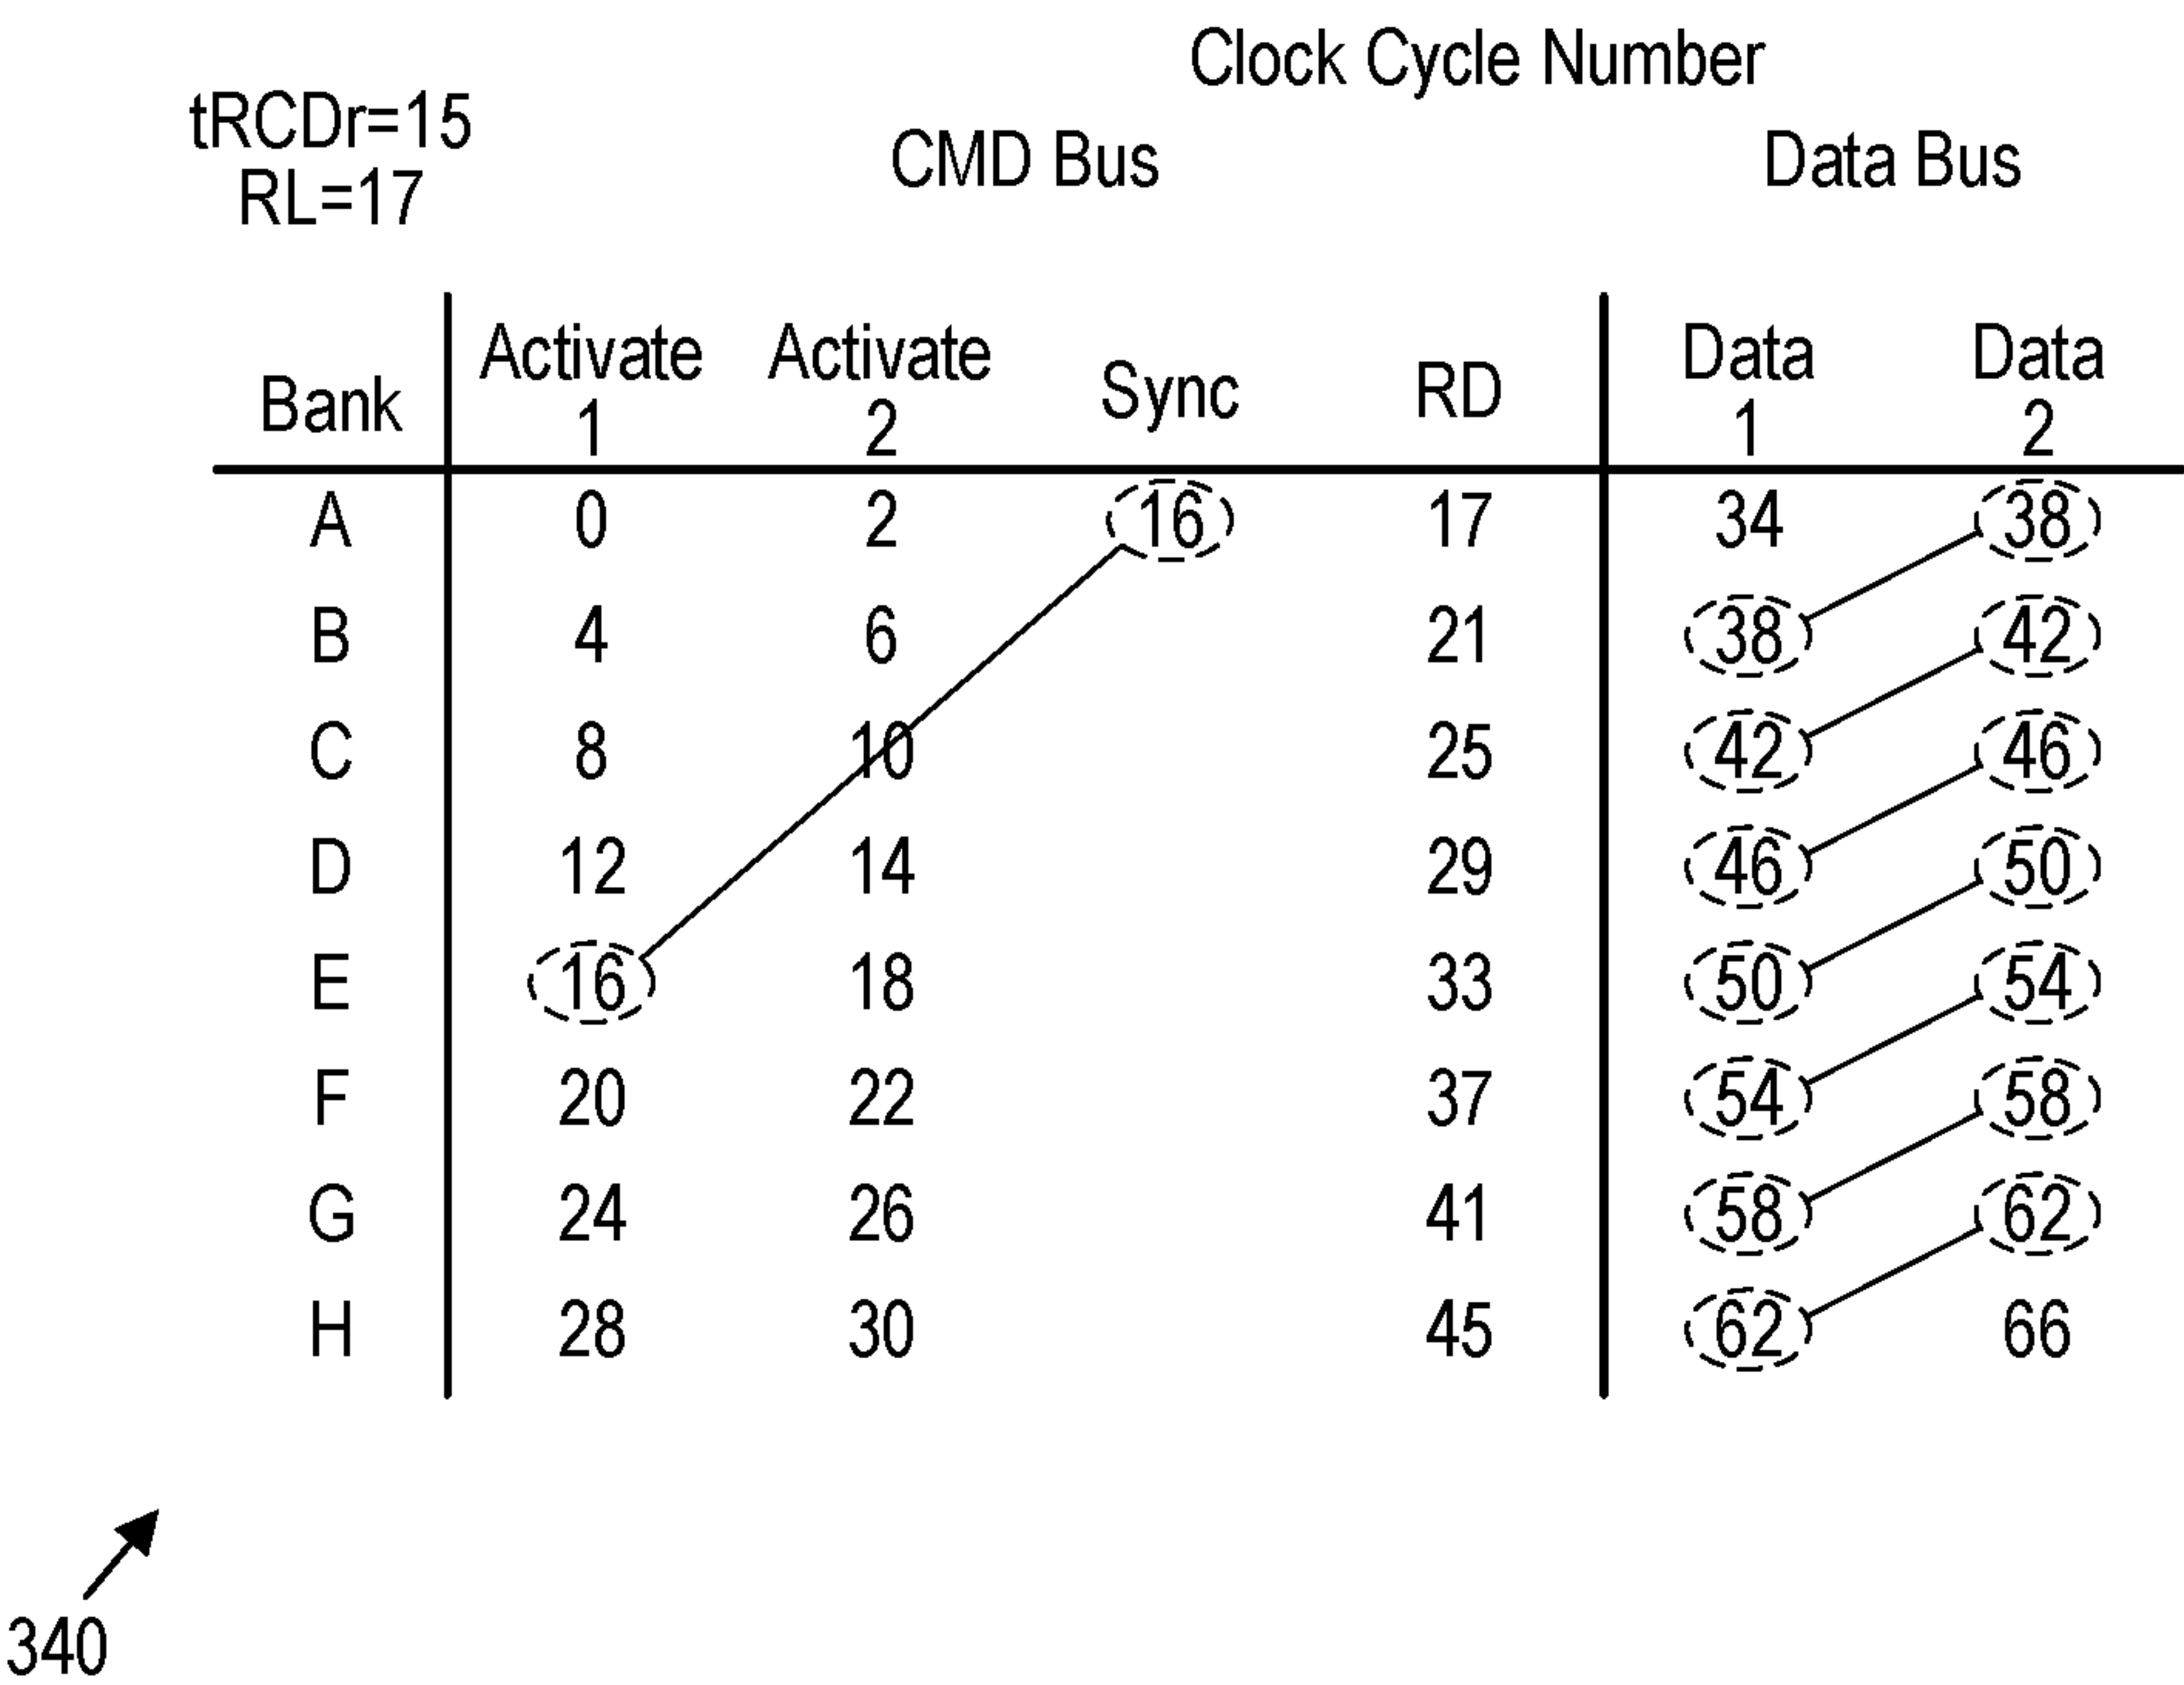 Clock Cycle Number
tRCDr=15
RL=17
CMD Bus Data Bus
Bank Activate 1 Activate 2 Sync RD Data 1 Data 2
A 0 2 16 17 34 38
B 4 6 21 38 42
C 8 10 25 42 46
D 12 14 29 46 50
E 16 18 33 50 54
F 20 22 37 54 58
G 24 26 41 58 62
H 28 30 45 62 66
340